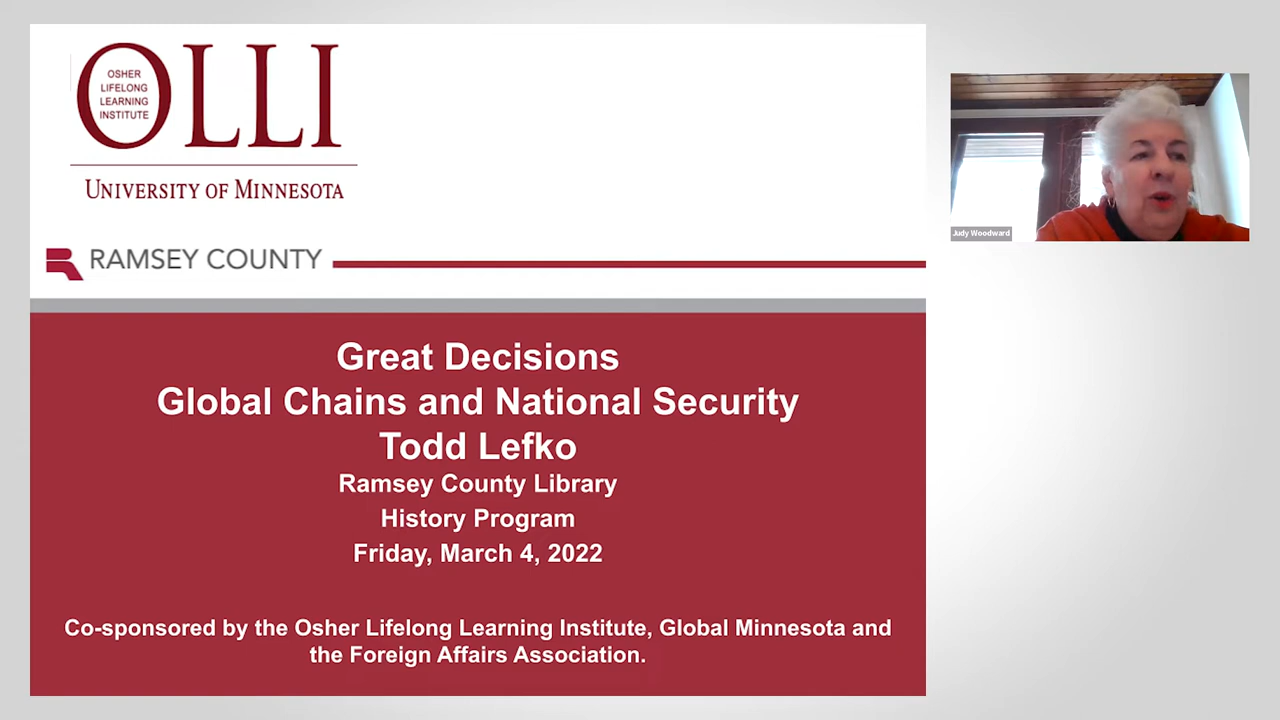 OLLI
OSHER
LIFELONG
LEARNING
INSTITUTE
UNIVERSITY OF MINNESOTA
RAMSEY COUNTY
Great Decisions
Global Chains and National Security
Todd Lefko
Ramsey County Library
History Program
Friday, March 4, 2022
Co-sponsored by the Osher Lifelong Learning Institute, Global Minnesota and
the Foreign Affairs Association.
Judy Woodward